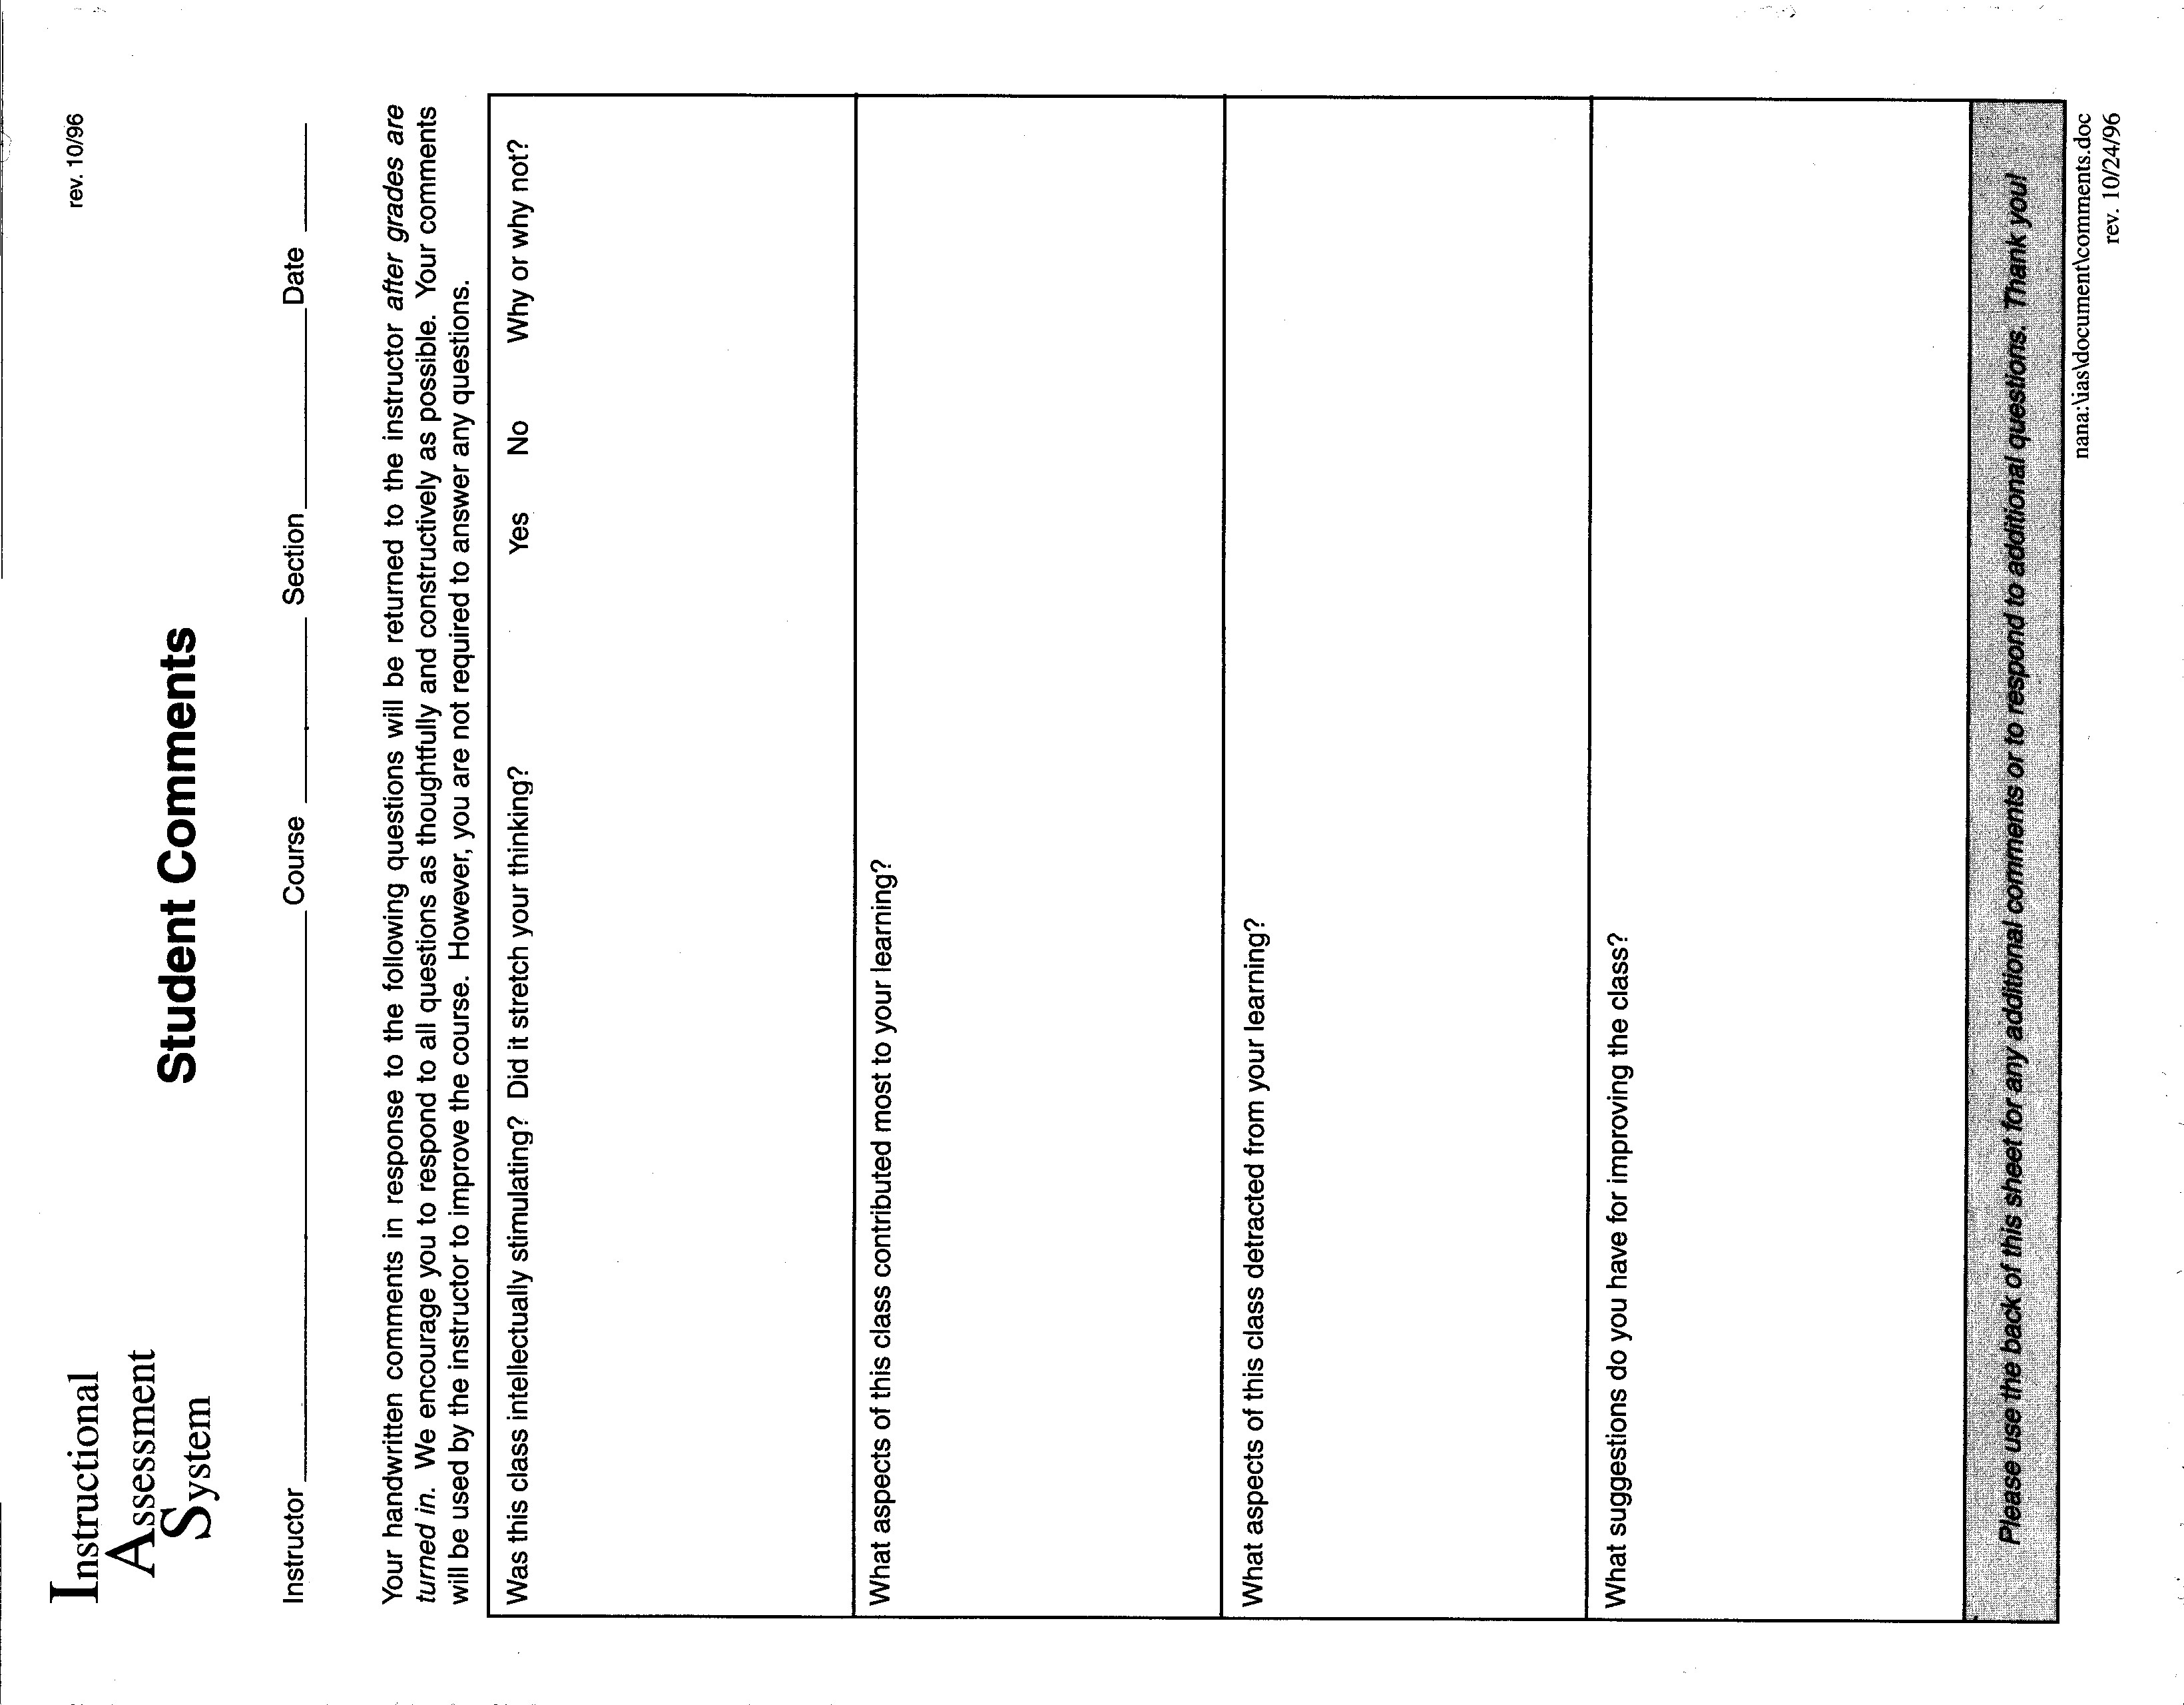 rev. 10/96
Instructional
Assessment
System
Student Comments
Instructor Course Section Date
Your handwritten comments in response to the following questions will be returned to the instructor after grades are
turned in. We encourage you to respond to all questions as thoughtfully and constructively as possible. Your comments
will be used by the instructor to improve the course. However, you are not required to answer any questions.
Was this class intellectually stimulating? Did it stretch your thinking? Yes No Why or why not?
What aspects of this class contributed most to your learning?
What aspects of this class detracted from your learning?
What suggestions do you have for improving the class?
Please use the back of this sheet for any additional comments or to respond to additional questions. Thank you!
nana:\ias\document\comments.doc
rev. 10/24/96